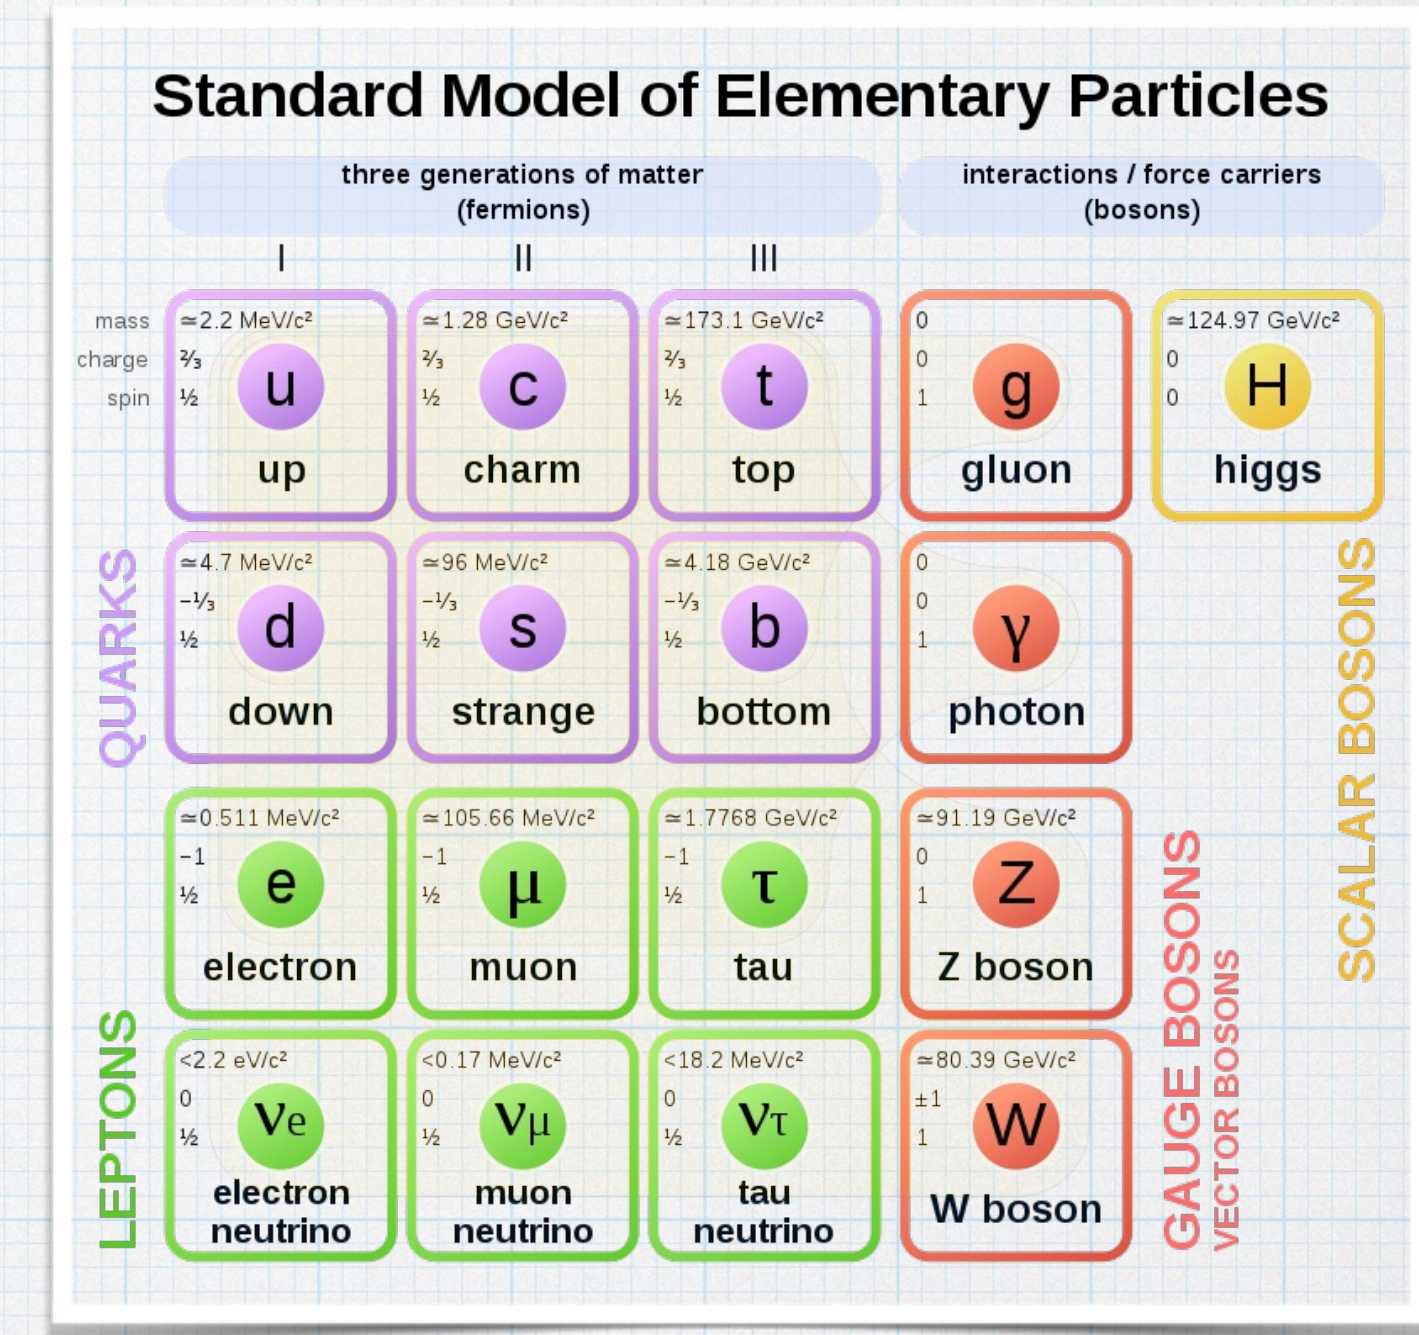 Standard Model of Elementary Particles
three generations of matter
(fermions)
interactions / force carriers
(bosons)
I
II
III
mass
charge
spin
≃2.2 MeV/c²
⅔
½
u
up
≃1.28 GeV/c²
⅔
½
c
charm
≃173.1 GeV/c²
⅔
½
t
top
0
0
1
g
gluon
≃124.97 GeV/c²
0
0
H
higgs
QUARKS
≃4.7 MeV/c²
−⅓
½
d
down
≃96 MeV/c²
−⅓
½
s
strange
≃4.18 GeV/c²
−⅓
½
b
bottom
0
0
1
γ
photon
SCALAR BOSONS
≃0.511 MeV/c²
−1
½
e
electron
≃105.66 MeV/c²
−1
½
μ
muon
≃1.7768 GeV/c²
−1
½
τ
tau
≃91.19 GeV/c²
0
1
Z
Z boson
LEPTONS
<2.2 eV/c²
0
½
νe
electron
neutrino
<0.17 MeV/c²
0
½
νμ
muon
neutrino
<18.2 MeV/c²
0
½
ντ
tau
neutrino
≃80.39 GeV/c²
±1
1
W
W boson
GAUGE BOSONS
VECTOR BOSONS